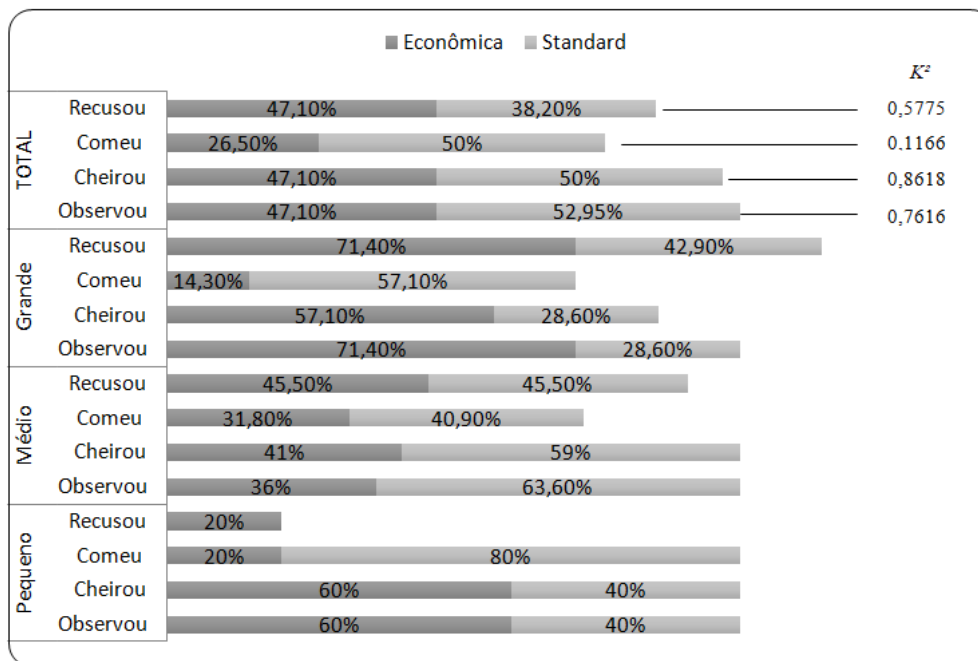 Econômica Standard
K²
TOTAL
Recusou 47,10% 38,20% 0,5775
Comeu 26,50% 50% 0.1166
Cheirou 47,10% 50% 0,8618
Observou 47,10% 52,95% 0,7616
Grande
Recusou 71,40% 42,90%
Comeu 14,30% 57,10%
Cheirou 57,10% 28,60%
Observou 71,40% 28,60%
Médio
Recusou 45,50% 45,50%
Comeu 31,80% 40,90%
Cheirou 41% 59%
Observou 36% 63,60%
Pequeno
Recusou 20%
Comeu 20% 80%
Cheirou 60% 40%
Observou 60% 40%